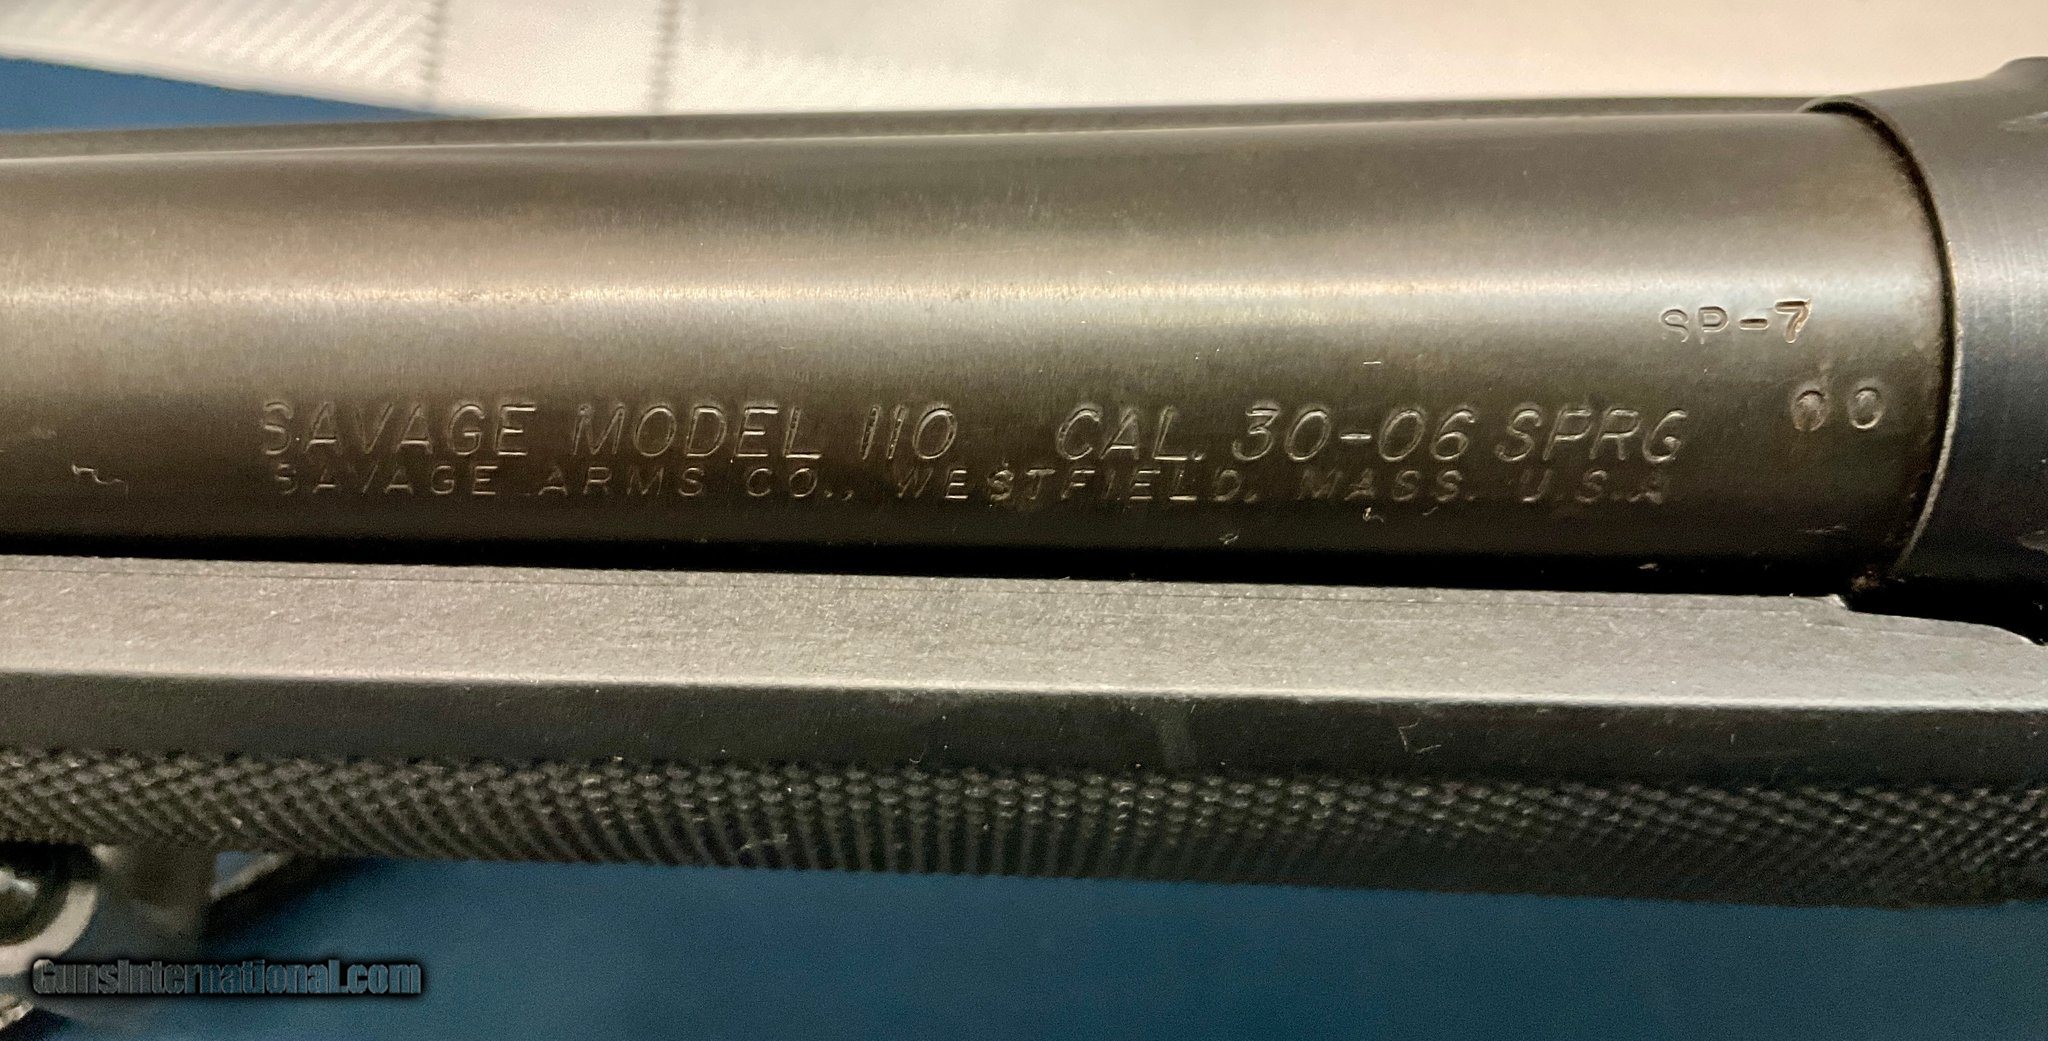 SP-7
SAVAGE MODEL 110 CAL. 30-06 SPRG
SAVAGE ARMS CO., WESTFIELD, MASS. U.S.A
GunsInternational.com